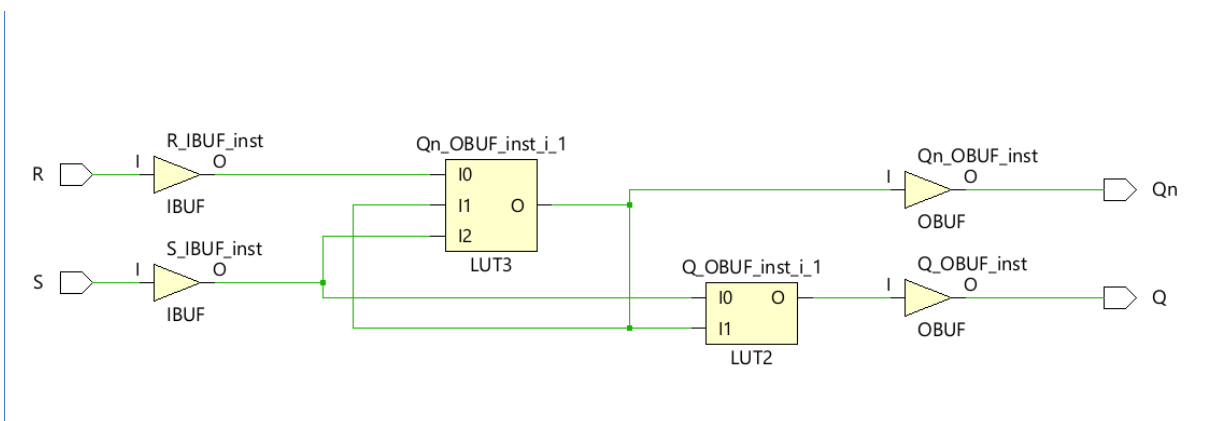 R
I
R_IBUF_inst
O
IBUF
S
I
S_IBUF_inst
O
IBUF
Qn_OBUF_inst_i_1
I0
I1
O
I2
LUT3
Q_OBUF_inst_i_1
I0
O
I1
LUT2
Qn_OBUF_inst
I
O
OBUF
Qn
Q_OBUF_inst
I
O
OBUF
Q